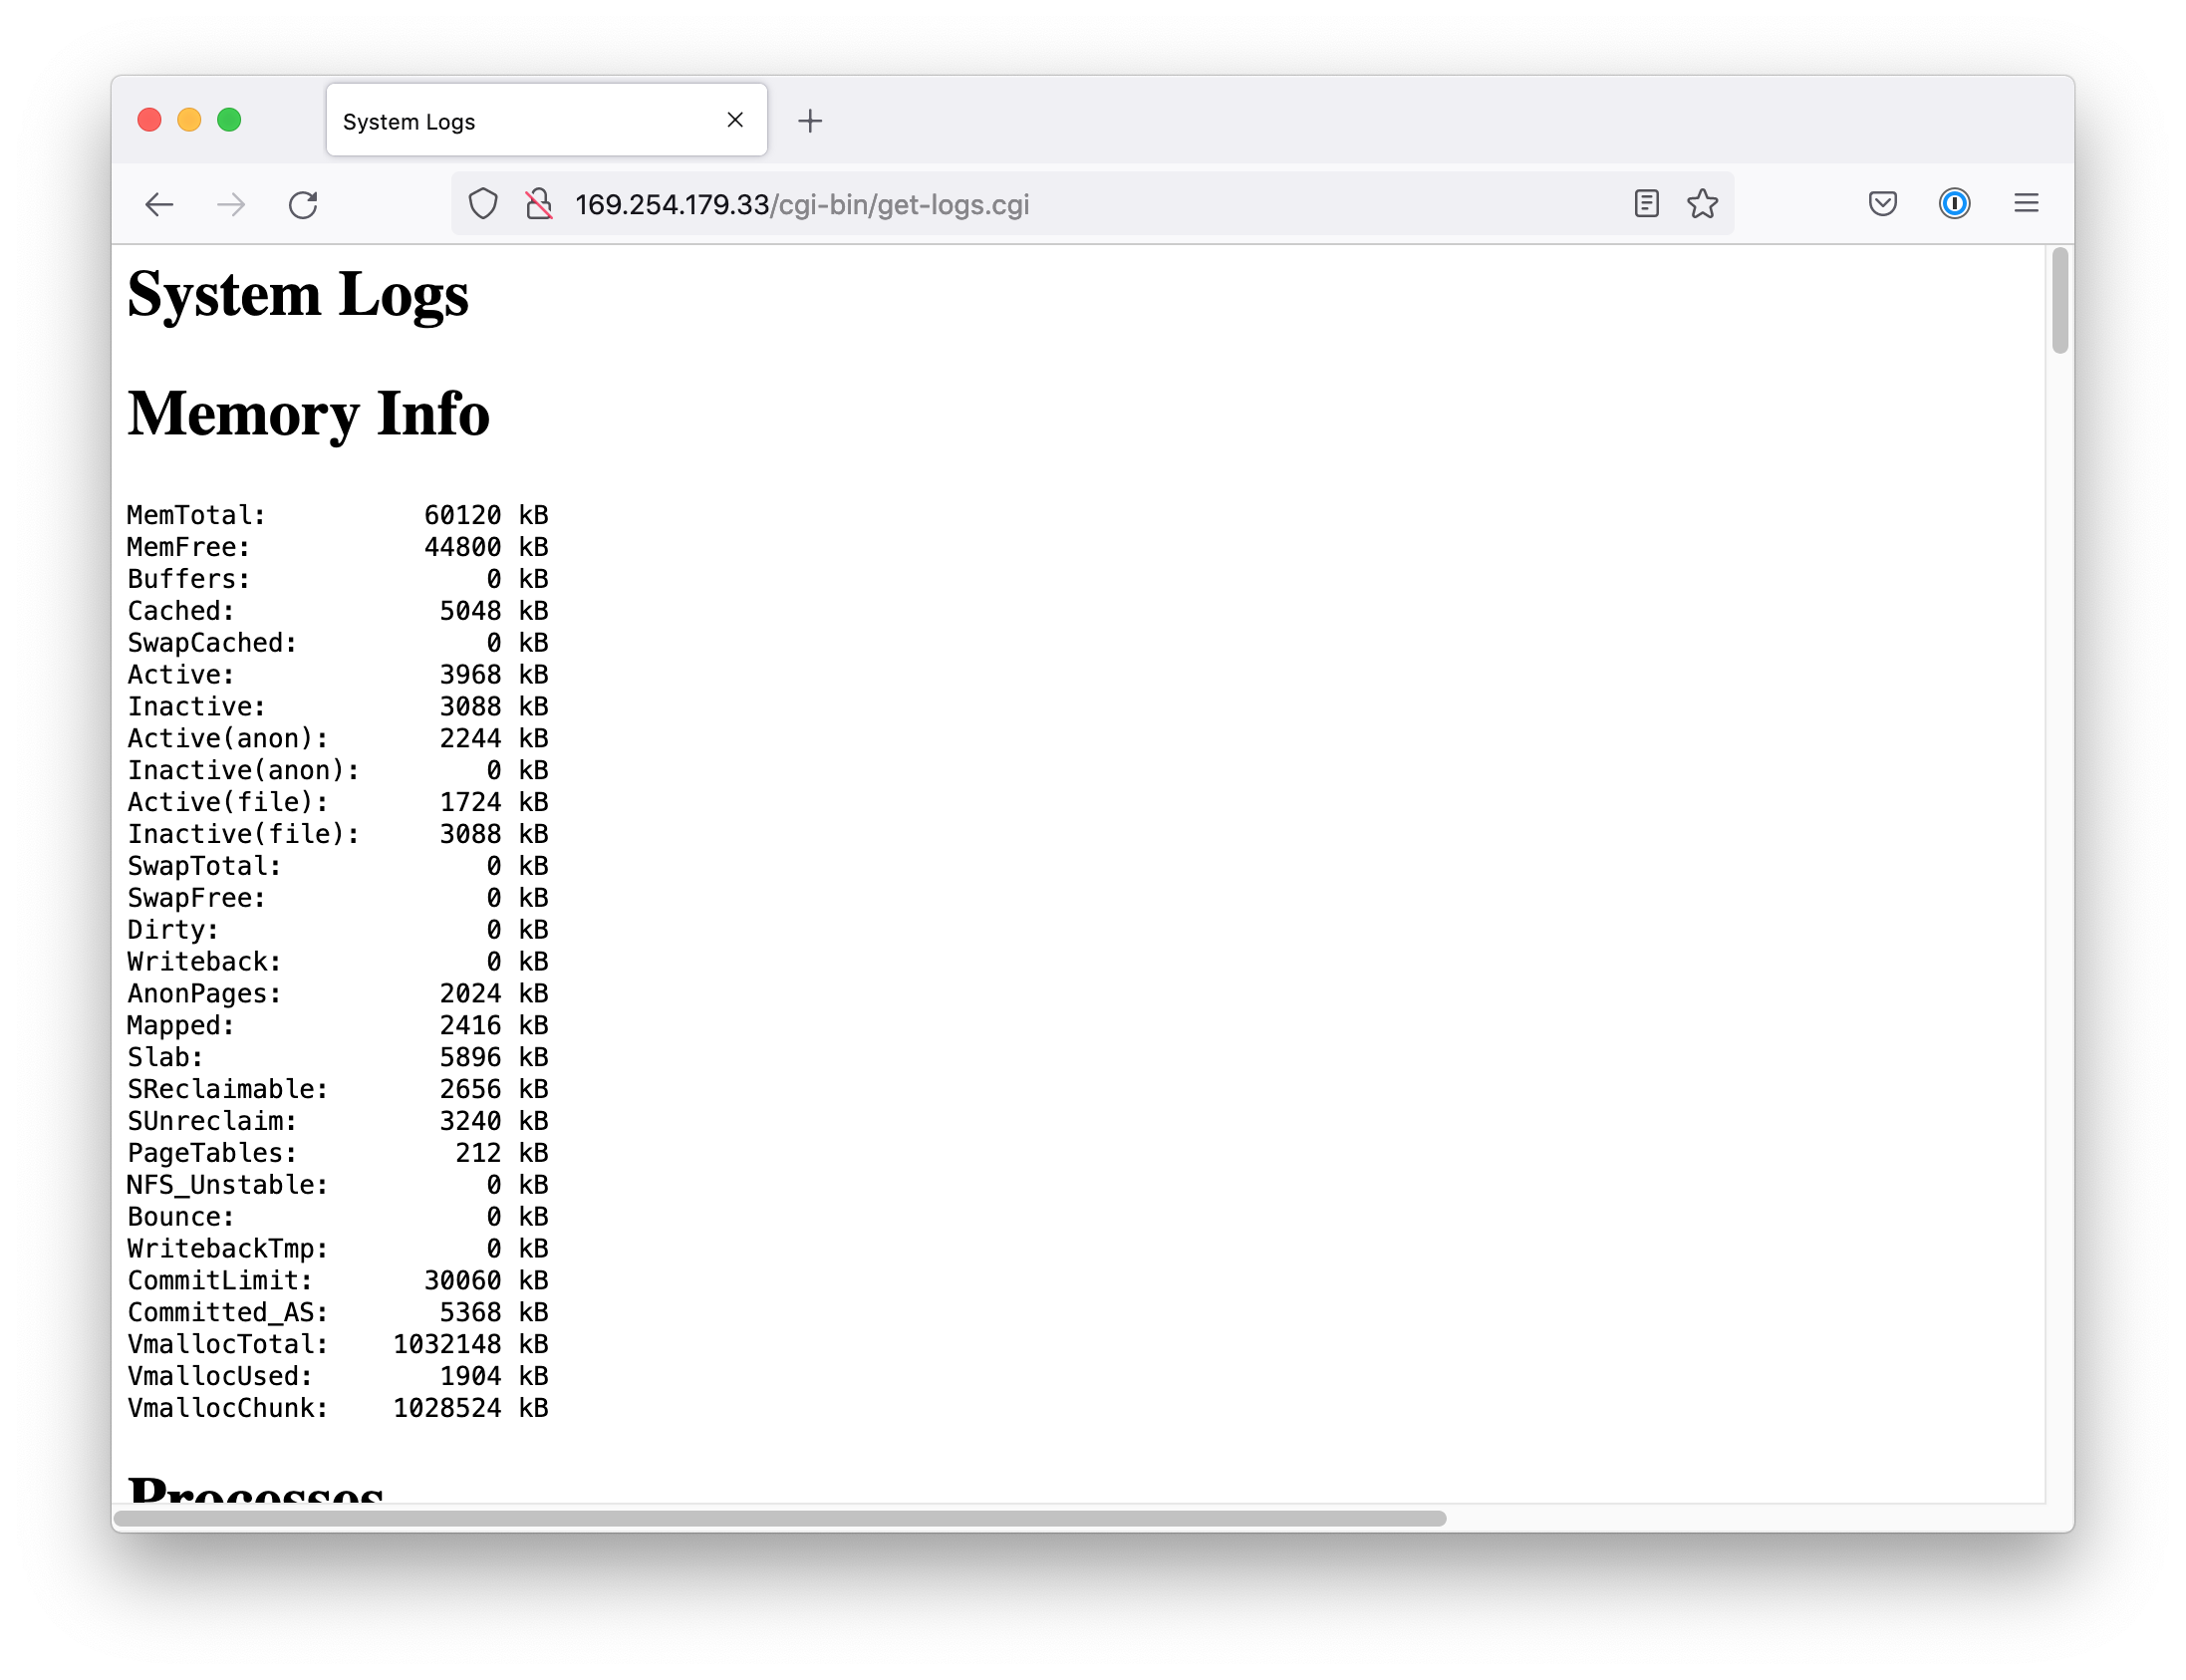 System Logs
169.254.179.33/cgi-bin/get-logs.cgi
System Logs
Memory Info
MemTotal:          60120 kB
MemFree:           44800 kB
Buffers:               0 kB
Cached:             5048 kB
SwapCached:            0 kB
Active:             3968 kB
Inactive:           3088 kB
Active(anon):       2244 kB
Inactive(anon):        0 kB
Active(file):       1724 kB
Inactive(file):     3088 kB
SwapTotal:             0 kB
SwapFree:              0 kB
Dirty:                 0 kB
Writeback:             0 kB
AnonPages:          2024 kB
Mapped:             2416 kB
Slab:               5896 kB
SReclaimable:       2656 kB
SUnreclaim:         3240 kB
PageTables:          212 kB
NFS_Unstable:          0 kB
Bounce:                0 kB
WritebackTmp:          0 kB
CommitLimit:       30060 kB
Committed_AS:       5368 kB
VmallocTotal:    1032148 kB
VmallocUsed:        1904 kB
VmallocChunk:    1028524 kB
Processes